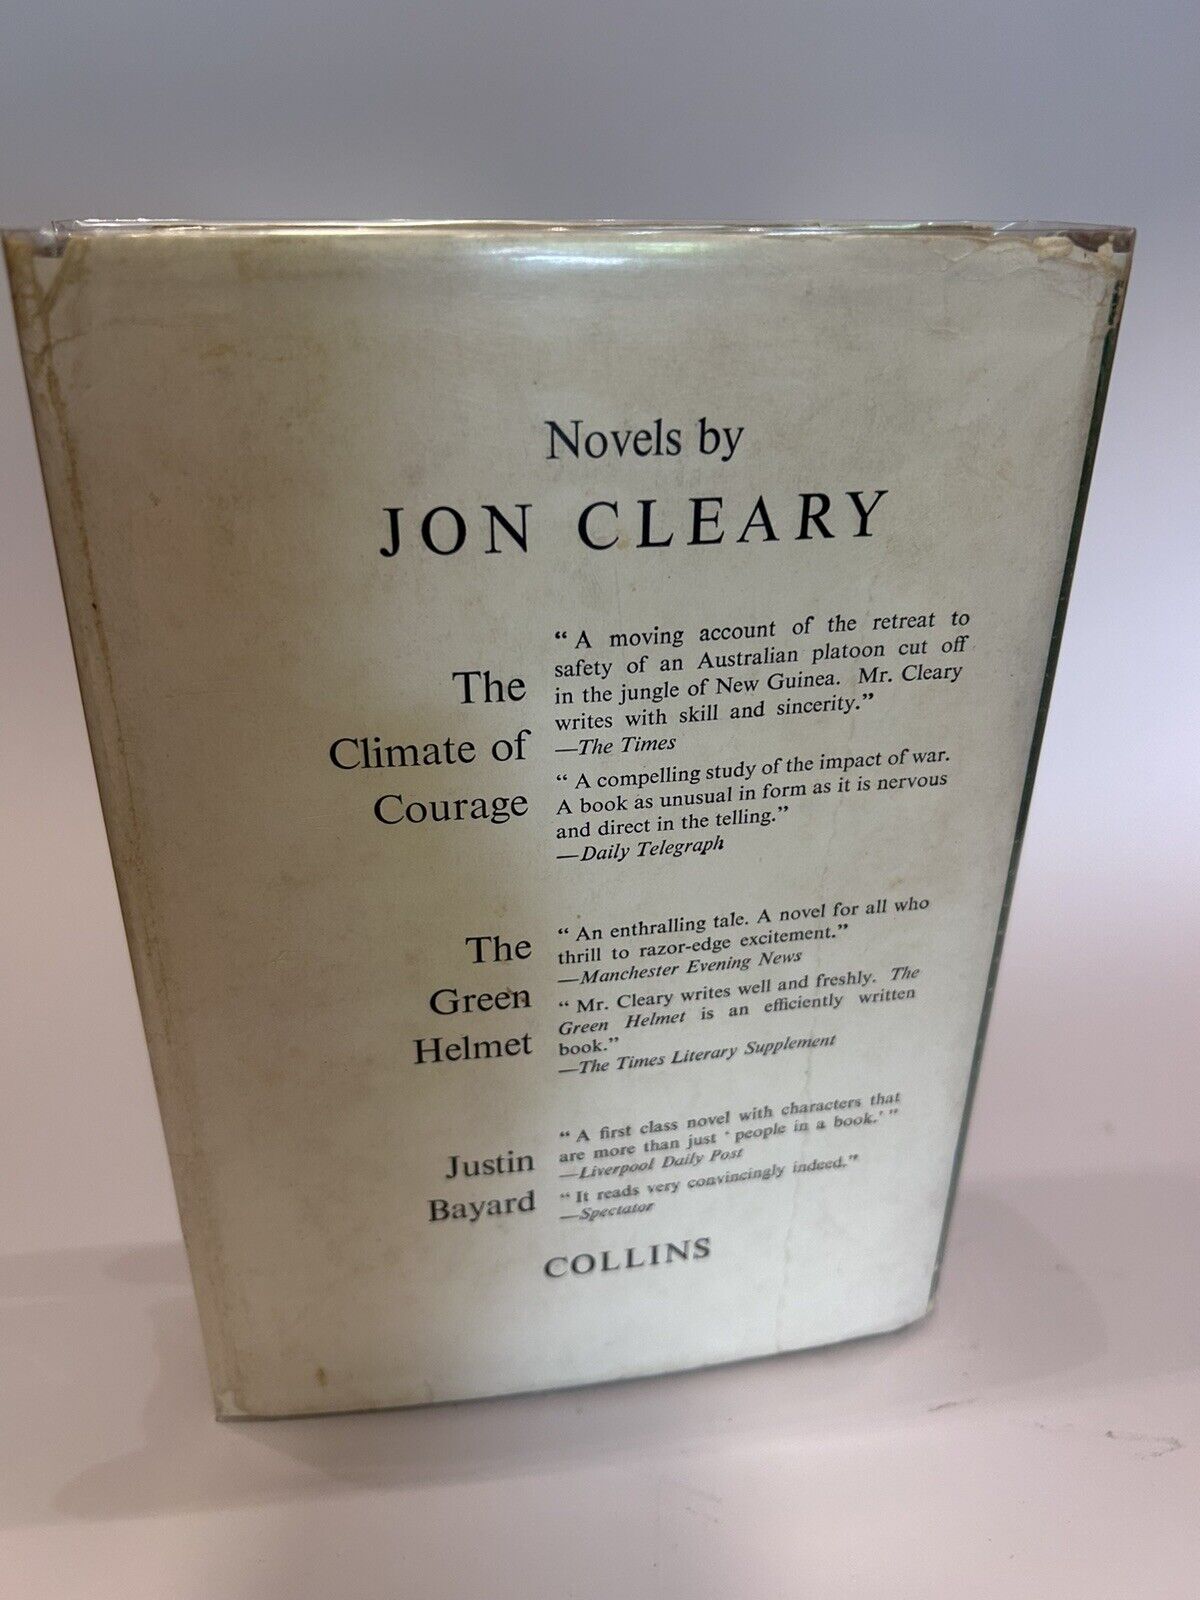 Novels by
JON CLEARY
The
Climate of
Courage
“ A moving account of the retreat to
safety of an Australian platoon cut off
in the jungle of New Guinea. Mr. Cleary
writes with skill and sincerity.”
—The Times
“ A compelling study of the impact of war.
A book as unusual in form as it is nervous
and direct in the telling.”
—Daily Telegraph
The
Green
Helmet
“ An enthralling tale. A novel for all who
thrill to razor-edge excitement.”
—Manchester Evening News
“ Mr. Cleary writes well and freshly. The
Green Helmet is an efficiently written
book.”
—The Times Literary Supplement
Justin
Bayard
“ A first class novel with characters that
are more than just ‘ people in a book.’ ”
—Liverpool Daily Post
“ It reads very convincingly indeed.”
—Spectator
COLLINS